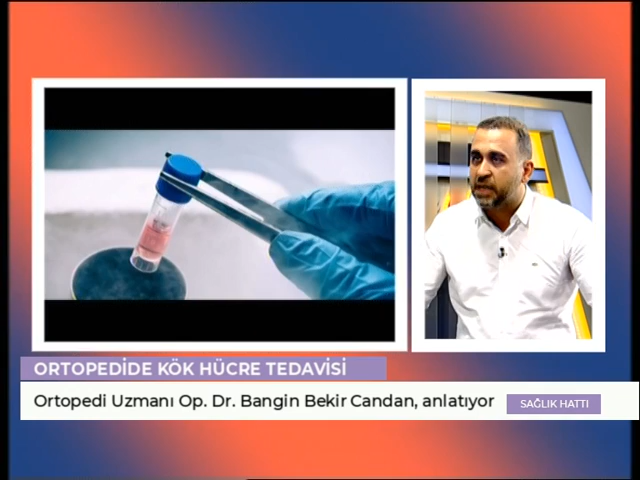 ORTOPEDİDE KÖK HÜCRE TEDAVİSİ
Ortopedi Uzmanı Op. Dr. Bangin Bekir Candan, anlatıyor
SAĞLIK HATTI